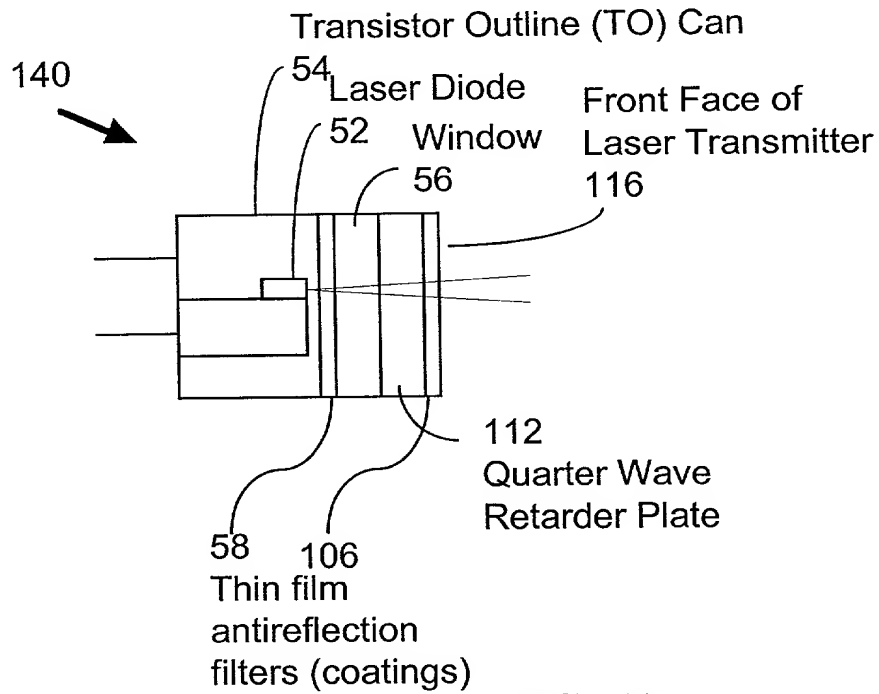 Transistor Outline (TO) Can
54
140
Laser Diode
52
Window
56
Front Face of
Laser Transmitter
116
112
Quarter Wave
Retarder Plate
58
106
Thin film
antireflection
filters (coatings)